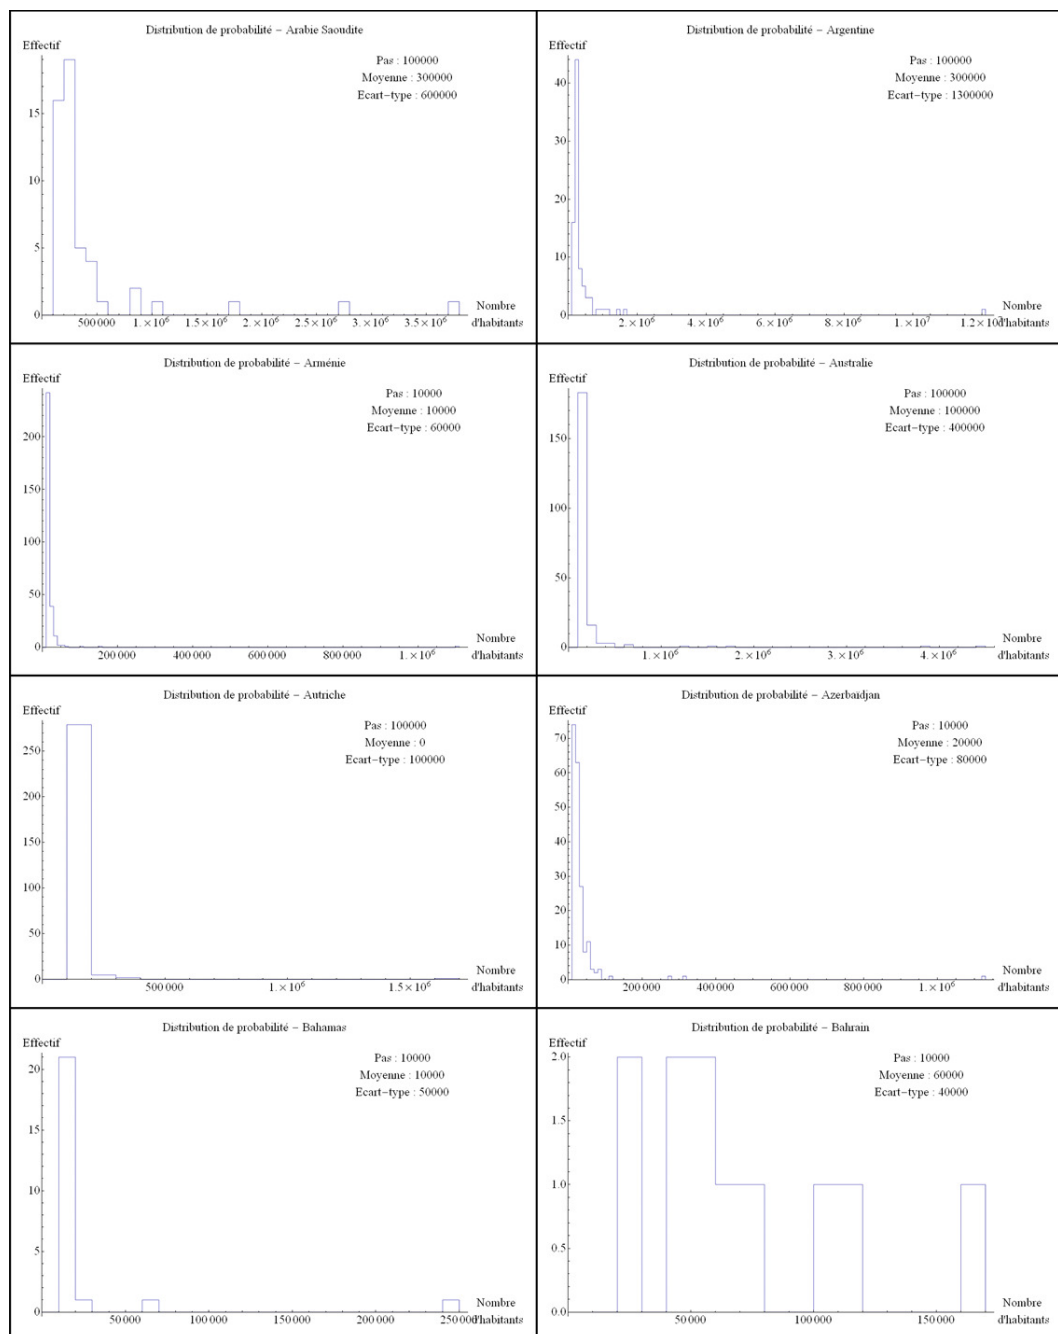 Distribution de probabilité − Arabie Saoudite
Effectif
Pas : 100000
Moyenne : 300000
Ecart−type : 600000
15
10
5
0
500000 1.×10⁶ 1.5×10⁶ 2.×10⁶ 2.5×10⁶ 3.×10⁶ 3.5×10⁶
Nombre
d'habitants
Distribution de probabilité − Argentine
Effectif
Pas : 100000
Moyenne : 300000
Ecart−type : 1300000
40
30
20
10
0
2.×10⁶ 4.×10⁶ 6.×10⁶ 8.×10⁶ 1.×10⁷
Nombre
d'habitants
Distribution de probabilité − Arménie
Effectif
Pas : 10000
Moyenne : 10000
Ecart−type : 60000
200
150
100
50
0
200000 400000 600000 800000 1.×10⁶
Nombre
d'habitants
Distribution de probabilité − Australie
Effectif
Pas : 100000
Moyenne : 100000
Ecart−type : 400000
150
100
50
0
1.×10⁶ 2.×10⁶ 3.×10⁶ 4.×10⁶
Nombre
d'habitants
Distribution de probabilité − Autriche
Effectif
Pas : 100000
Moyenne : 0
Ecart−type : 100000
250
200
150
100
50
0
500000 1.×10⁶ 1.5×10⁶
Nombre
d'habitants
Distribution de probabilité − Azerbaidjan
Effectif
Pas : 10000
Moyenne : 20000
Ecart−type : 80000
70
60
50
40
30
20
10
0
200000 400000 600000 800000 1.×10⁶
Nombre
d'habitants
Distribution de probabilité − Bahamas
Effectif
Pas : 10000
Moyenne : 10000
Ecart−type : 50000
20
15
10
5
0
50000 100000 150000 200000 250000
Nombre
d'habitants
Distribution de probabilité − Bahrain
Effectif
Pas : 10000
Moyenne : 60000
Ecart−type : 40000
2.0
1.5
1.0
0.5
0.0
50000 100000 150000
Nombre
d'habitants